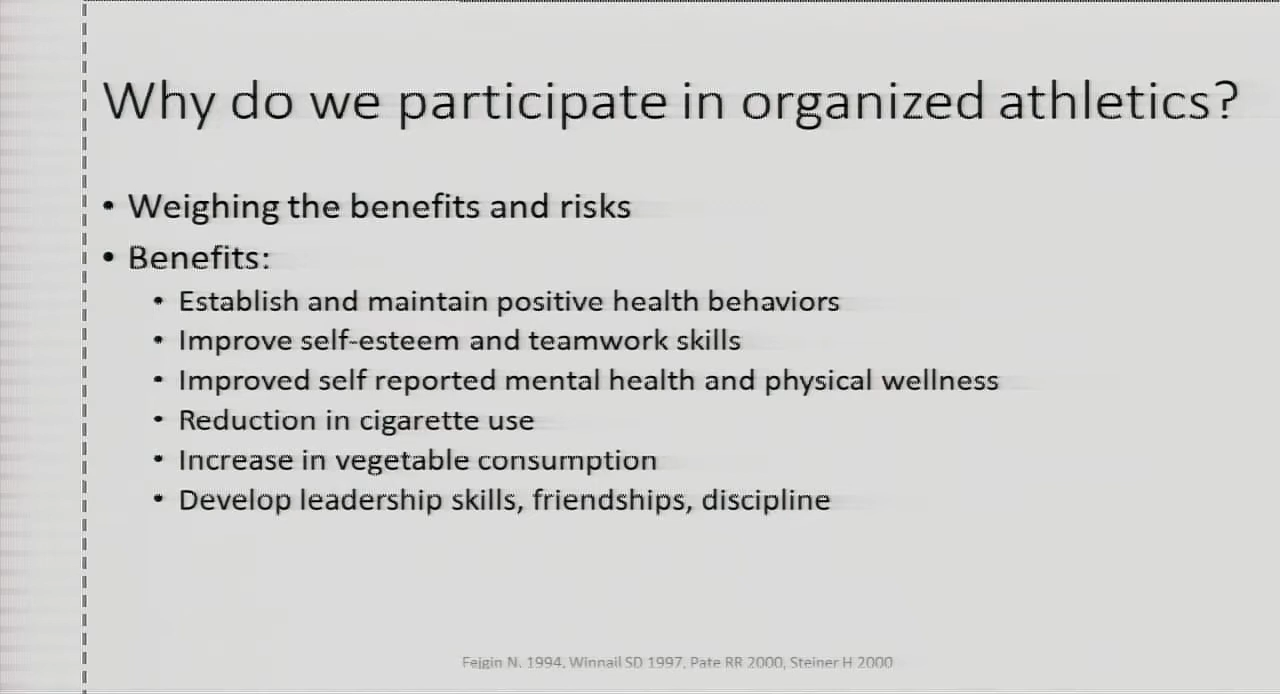 Why do we participate in organized athletics?
• Weighing the benefits and risks
• Benefits:
• Establish and maintain positive health behaviors
• Improve self-esteem and teamwork skills
• Improved self reported mental health and physical wellness
• Reduction in cigarette use
• Increase in vegetable consumption
• Develop leadership skills, friendships, discipline
Feigin N. 1994, Winnail SD 1997, Pate RR 2000, Steiner H 2000